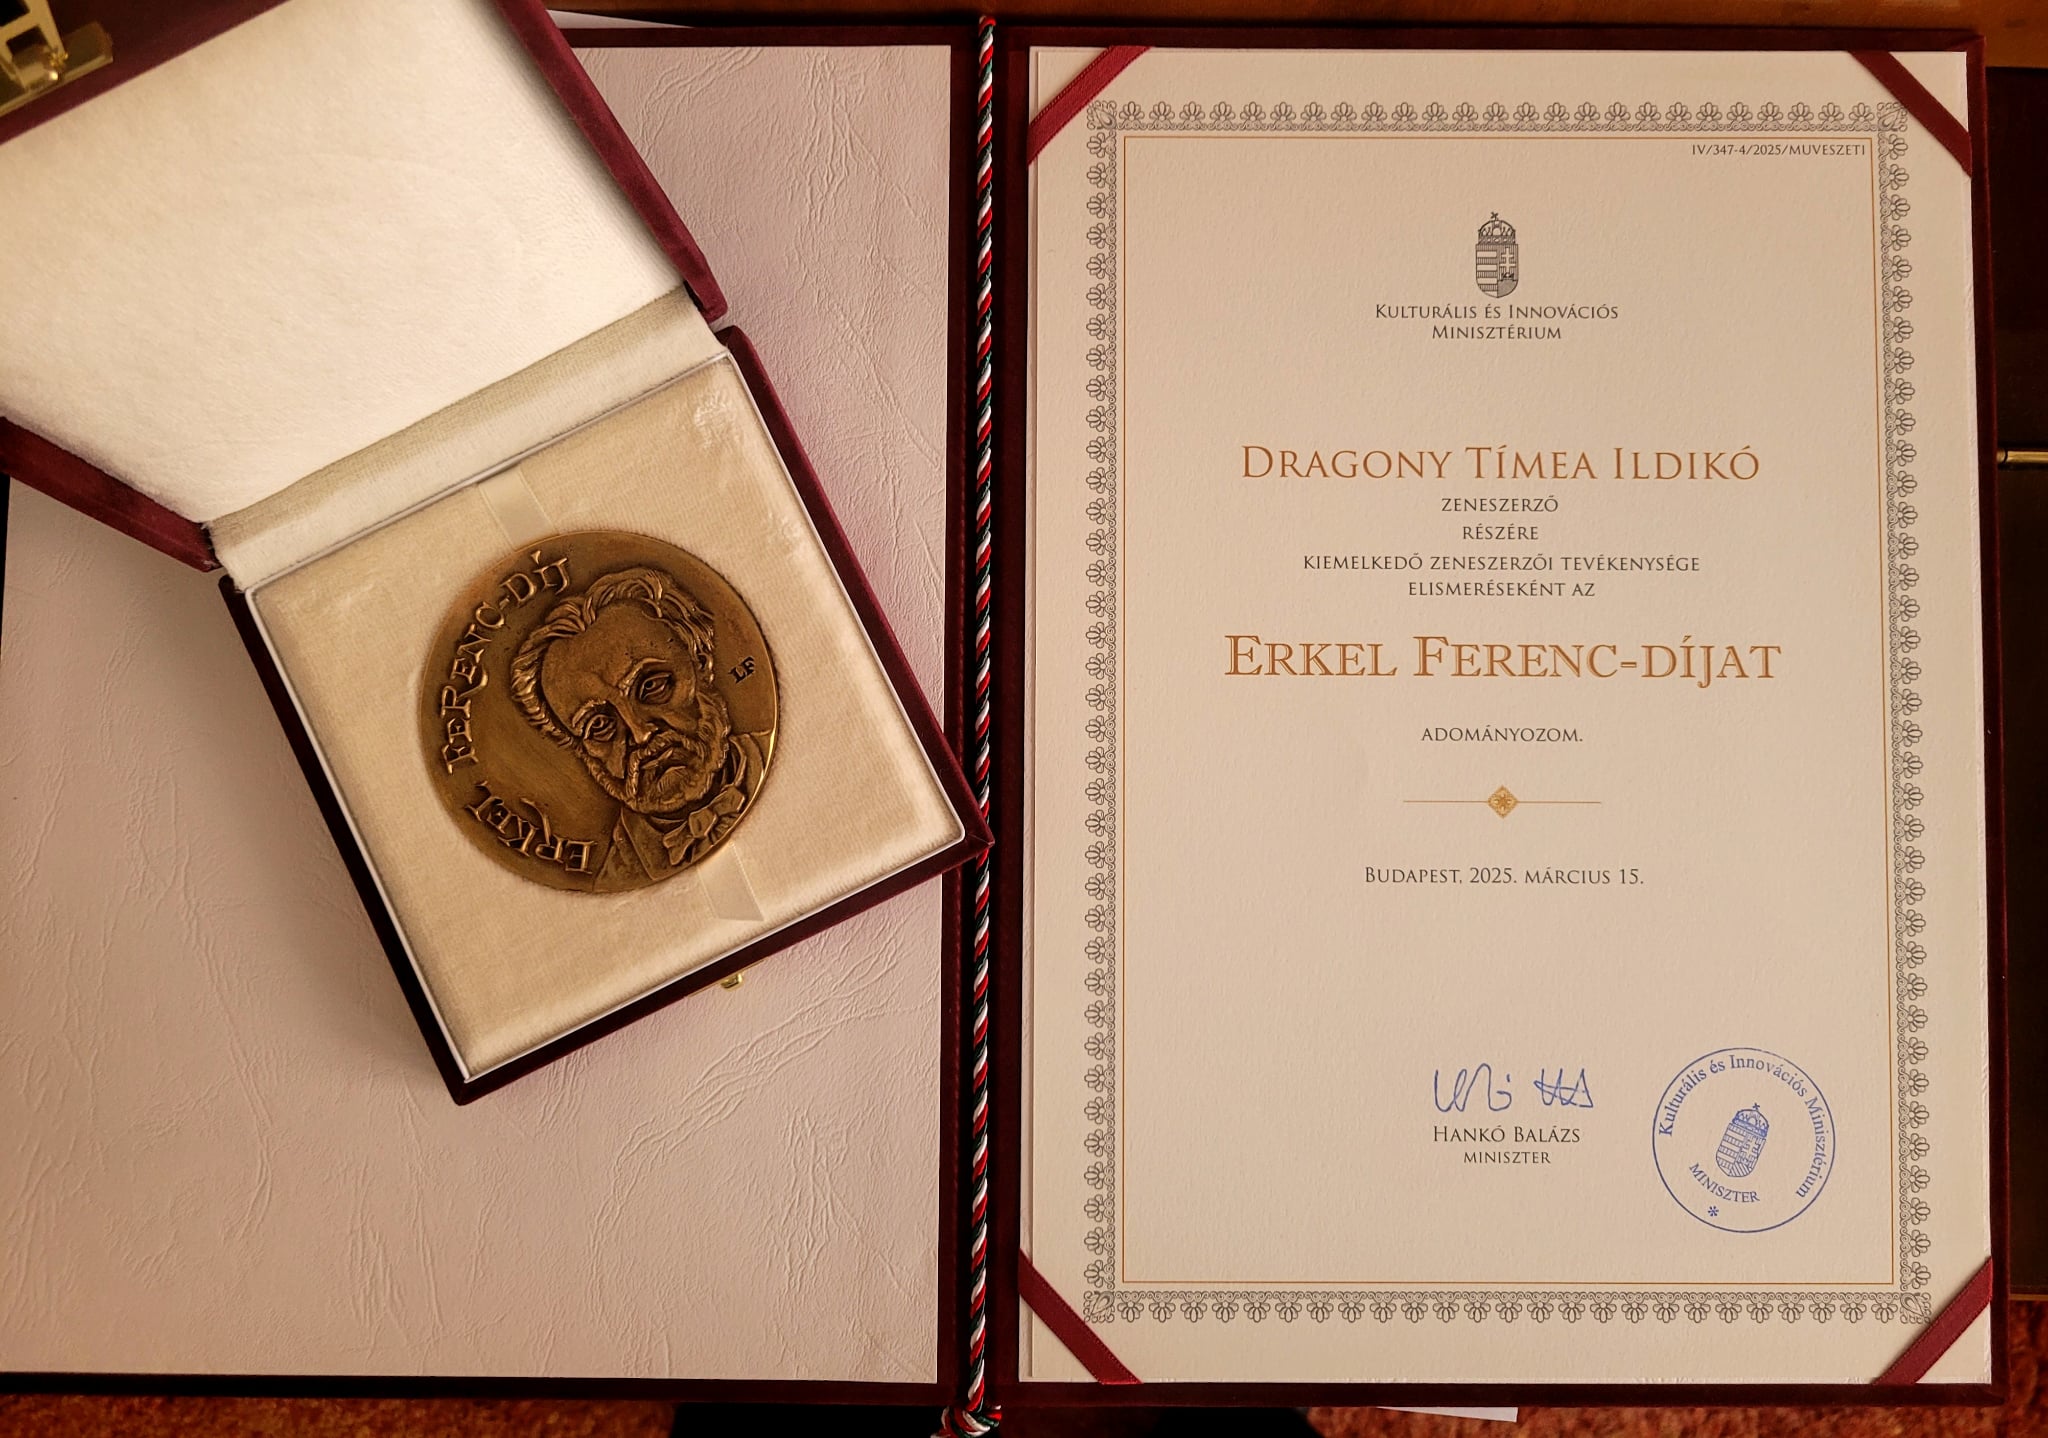 ERKEL FERENC-DÍJ
LF
IV/347-4/2025/MUVESZETI
KULTURÁLIS ÉS INNOVÁCIÓS
MINISZTÉRIUM
DRAGONY TÍMEA ILDIKÓ
ZENESZERZŐ
RÉSZÉRE
KIEMELKEDŐ ZENESZERZŐI TEVÉKENYSÉGE
ELISMERÉSEKÉNT AZ
ERKEL FERENC-DÍJAT
ADOMÁNYOZOM.
BUDAPEST, 2025. MÁRCIUS 15.
HANKÓ BALÁZS
MINISZTER
Kulturális és Innovációs Minisztérium
MINISZTER
*